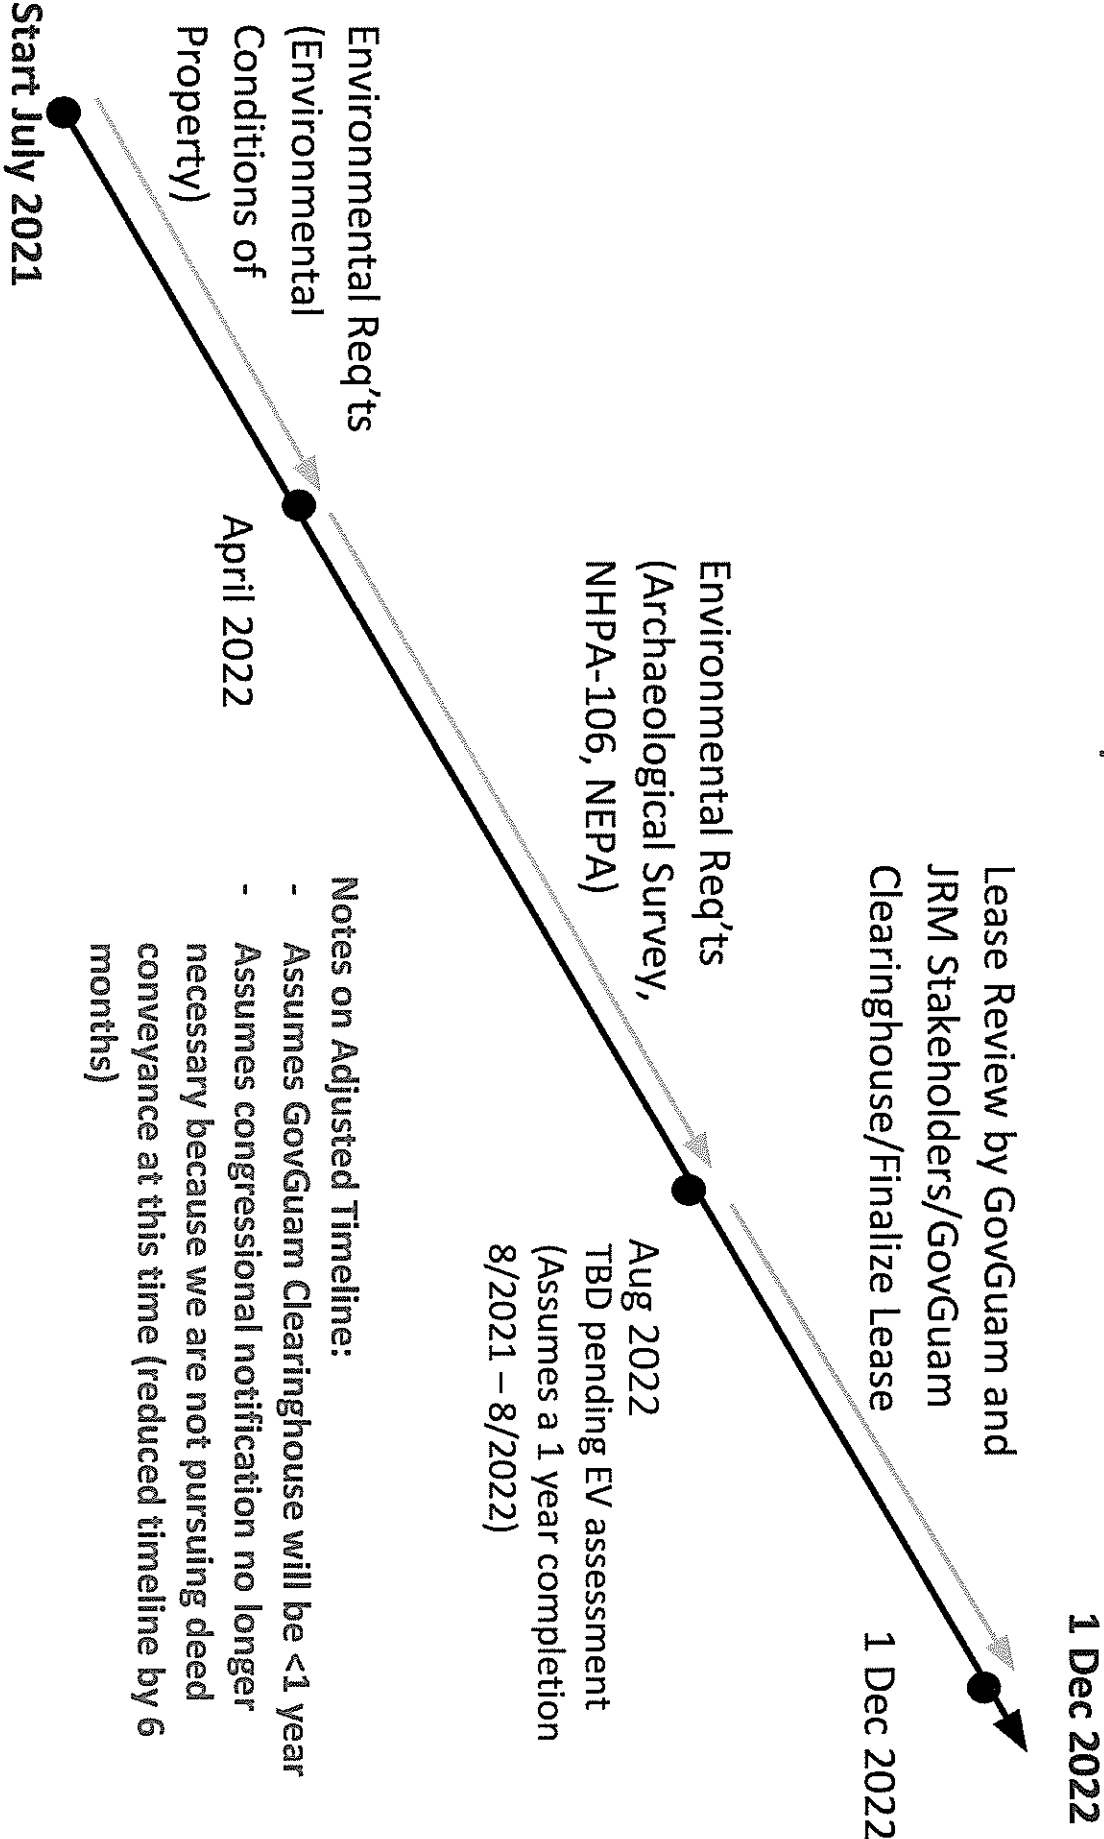 1 Dec 2022
Lease Review by GovGuam and
JRM Stakeholders/GovGuam
Clearinghouse/Finalize Lease
1 Dec 2022
Environmental Req'ts
(Archaeological Survey,
NHPA-106, NEPA)
Aug 2022
TBD pending EV assessment
(Assumes a 1 year completion
8/2021 – 8/2022)
Environmental Req'ts
(Environmental
Conditions of
Property)
April 2022
Start July 2021
Notes on Adjusted Timeline:
- Assumes GovGuam Clearinghouse will be <1 year
- Assumes congressional notification no longer
necessary because we are not pursuing deed
conveyance at this time (reduced timeline by 6
months)